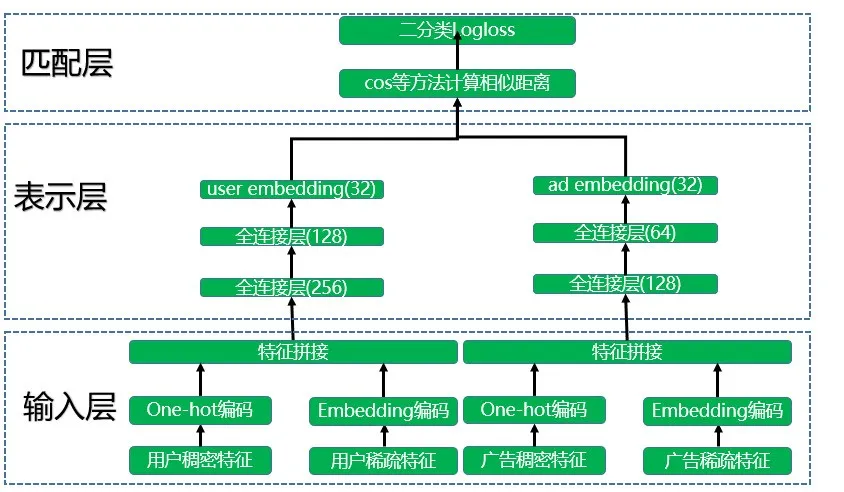 匹配层
二分类Logloss
cos等方法计算相似距离
表示层
user embedding(32)
ad embedding(32)
全连接层(128)
全连接层(64)
全连接层(256)
全连接层(128)
输入层
特征拼接
特征拼接
One-hot编码
Embedding编码
One-hot编码
Embedding编码
用户稠密特征
用户稀疏特征
广告稠密特征
广告稀疏特征